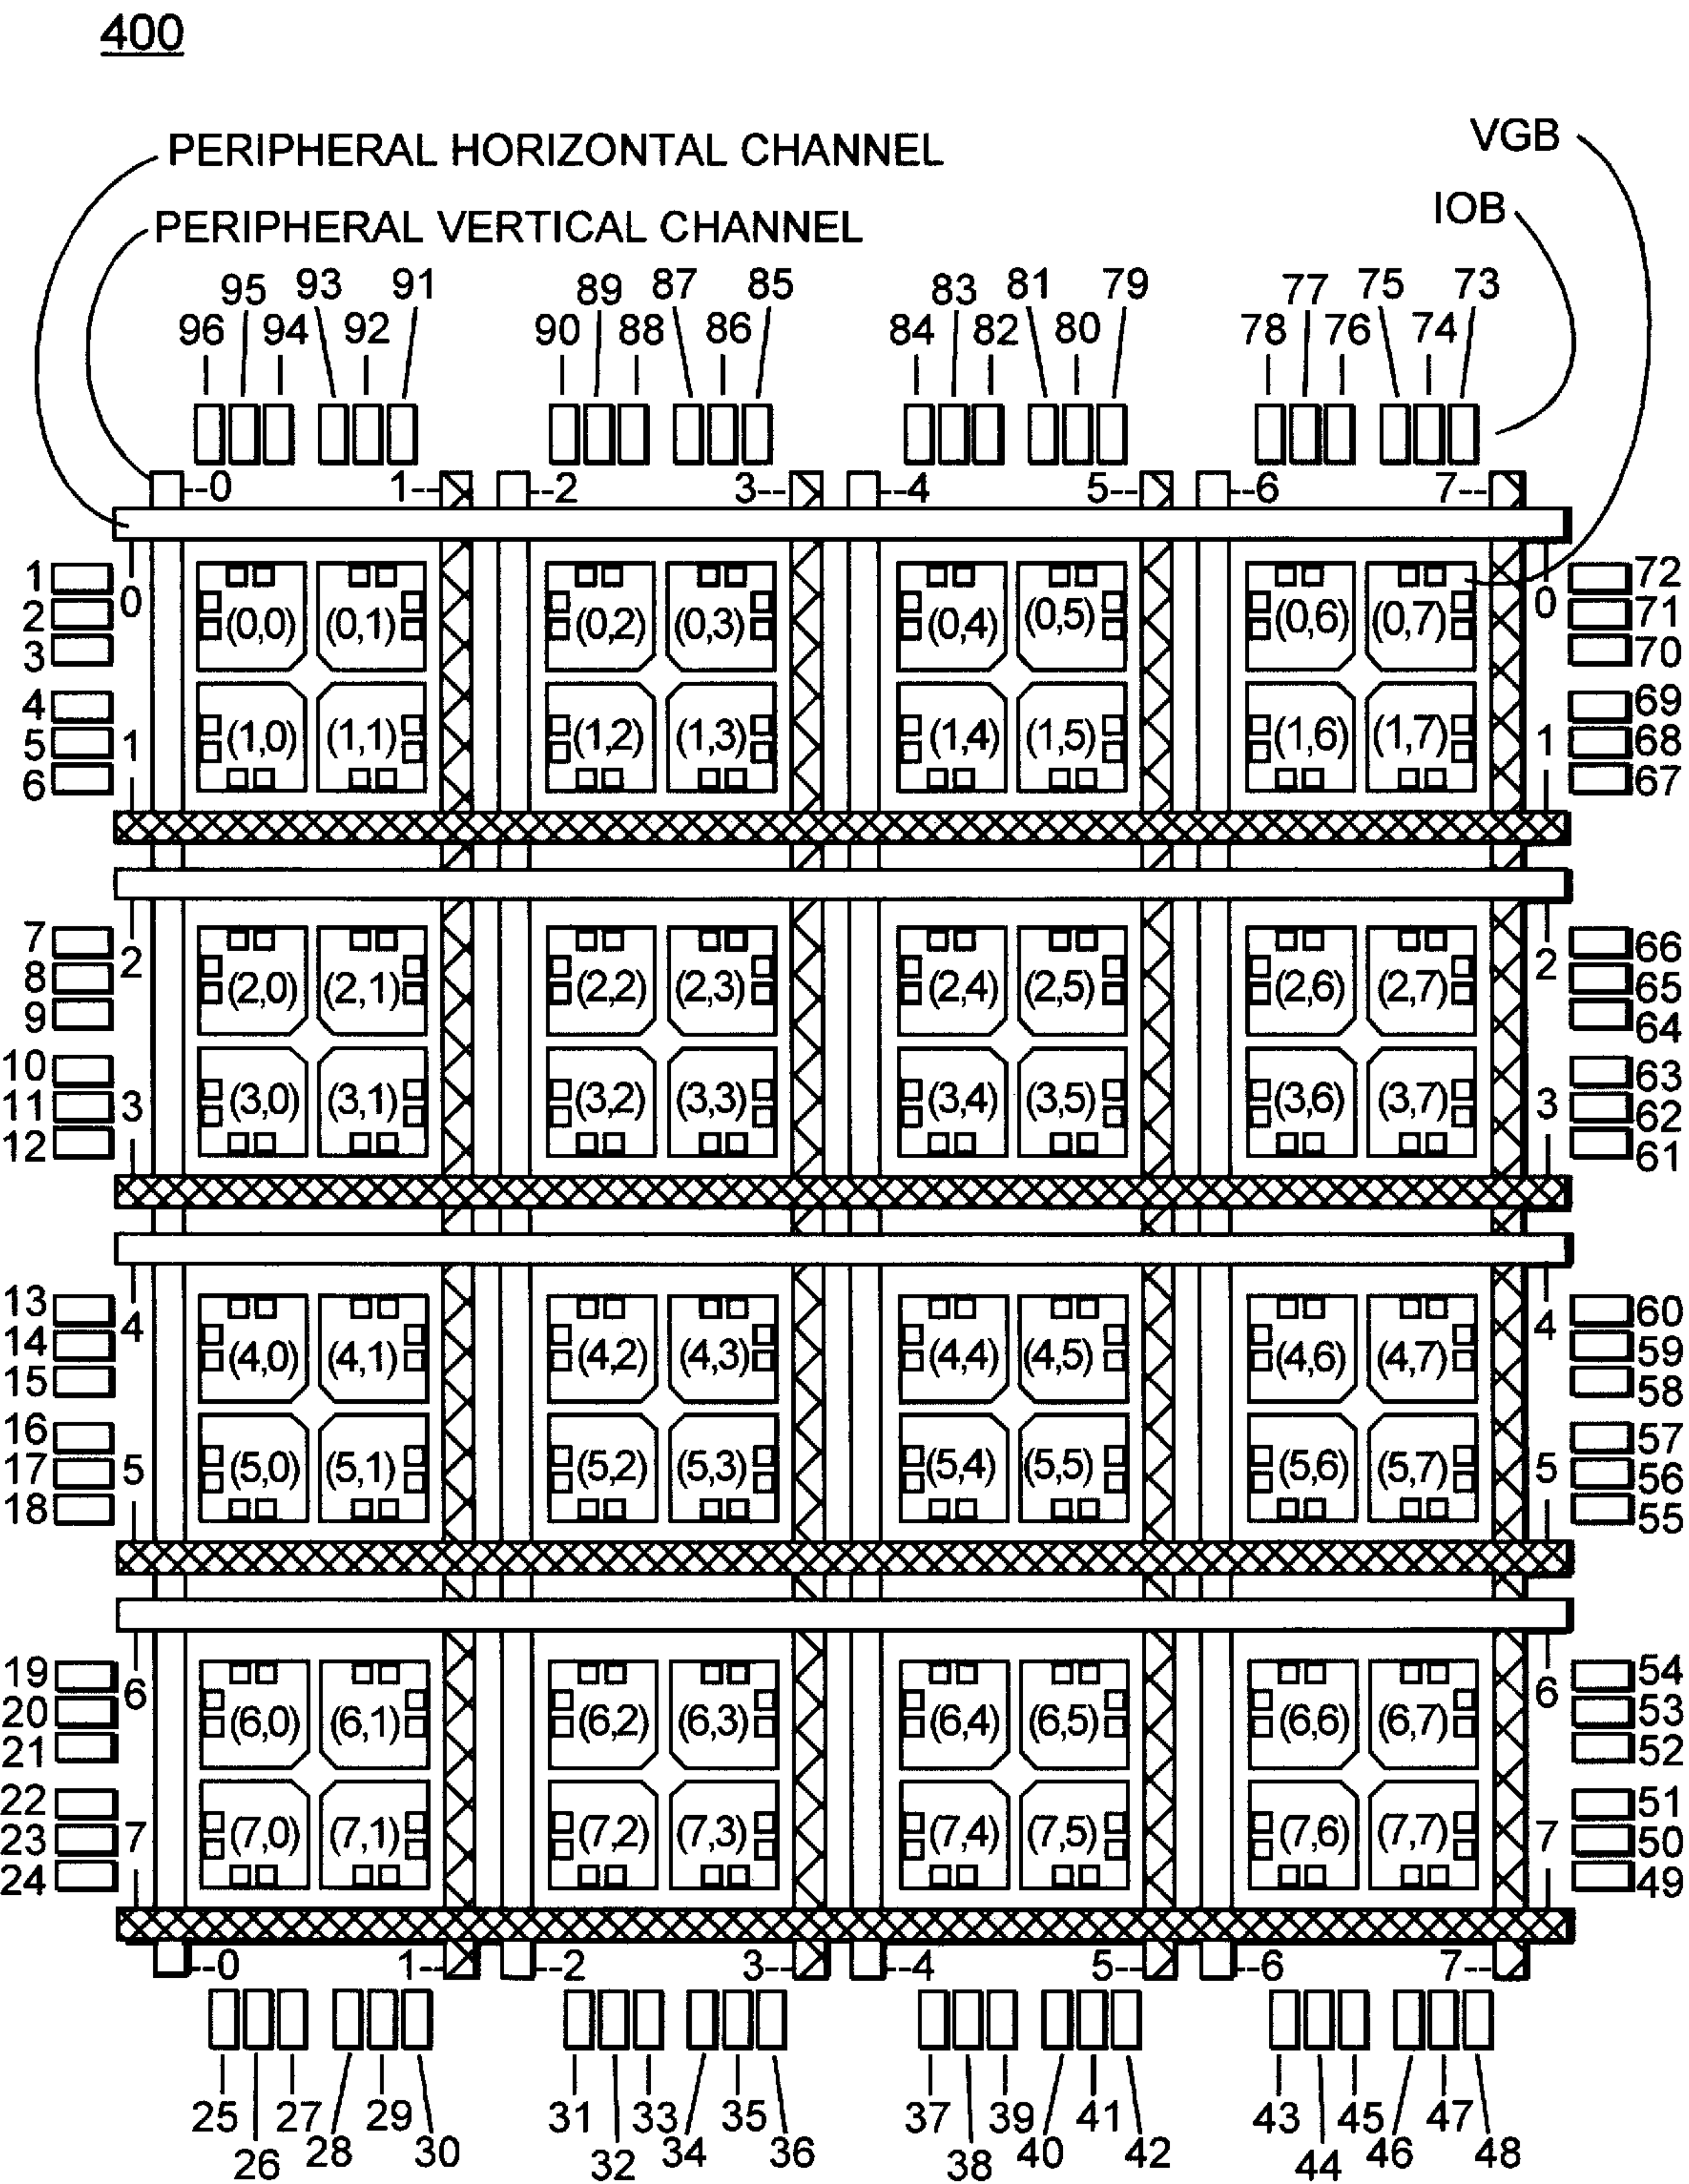 400
PERIPHERAL HORIZONTAL CHANNEL
VGB
PERIPHERAL VERTICAL CHANNEL
IOB
95 93 91 89 87 85 83 81 79 77 75 73
96 94 92 90 88 86 84 82 80 78 76 74
--0 1-- --2 3-- --4 5-- --6 7--
1 72
0 0
2 (0,0) (0,1) (0,2) (0,3) (0,4) (0,5) (0,6) (0,7) 71
3 70
4 69
5 1 (1,0) (1,1) (1,2) (1,3) (1,4) (1,5) (1,6) (1,7) 1 68
6 67
7 66
2 2
8 (2,0) (2,1) (2,2) (2,3) (2,4) (2,5) (2,6) (2,7) 65
9 64
10 63
11 3 (3,0) (3,1) (3,2) (3,3) (3,4) (3,5) (3,6) (3,7) 3 62
12 61
13 60
4 4
14 (4,0) (4,1) (4,2) (4,3) (4,4) (4,5) (4,6) (4,7) 59
15 58
16 57
17 5 (5,0) (5,1) (5,2) (5,3) (5,4) (5,5) (5,6) (5,7) 5 56
18 55
19 54
6 6
20 (6,0) (6,1) (6,2) (6,3) (6,4) (6,5) (6,6) (6,7) 53
21 52
22 51
23 7 (7,0) (7,1) (7,2) (7,3) (7,4) (7,5) (7,6) (7,7) 7 50
24 49
--0 1-- --2 3-- --4 5-- --6 7--
25 27 29 31 33 35 37 39 41 43 45 47
26 28 30 32 34 36 38 40 42 44 46 48